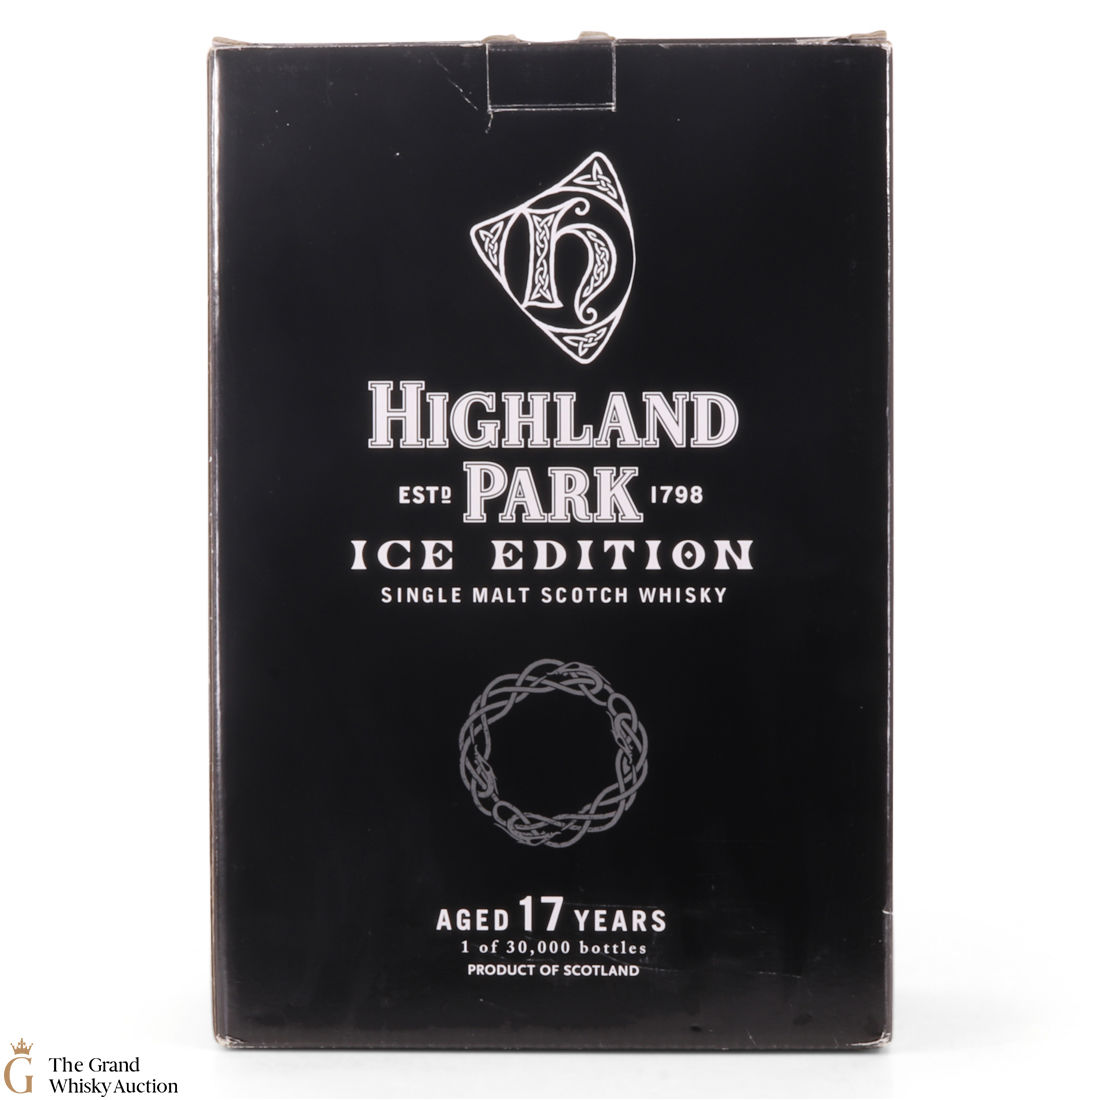 h
HIGHLAND
ESTD PARK 1798
ICE EDITION
SINGLE MALT SCOTCH WHISKY
AGED 17 YEARS
1 of 30,000 bottles
PRODUCT OF SCOTLAND
G The Grand
Whisky Auction